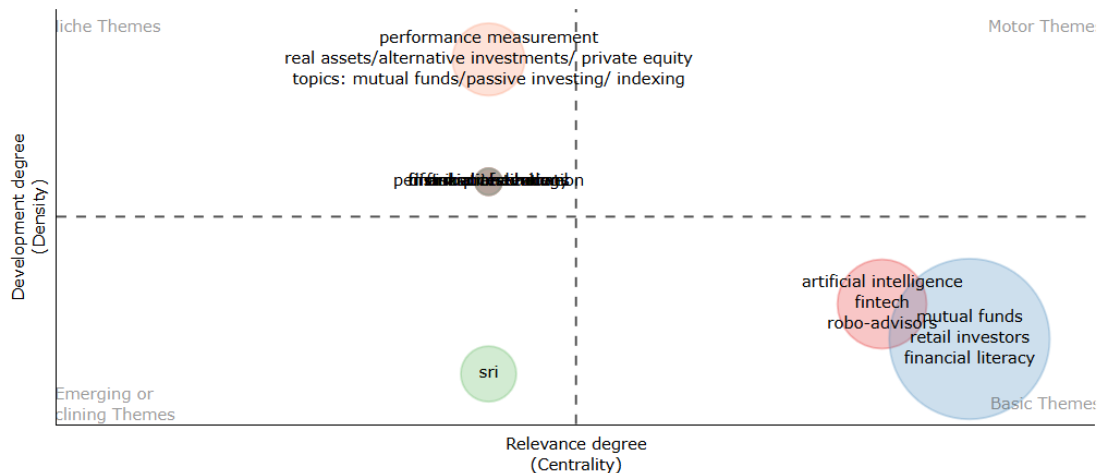 liche Themes
Motor Themes
performance measurement
real assets/alternative investments/ private equity
topics: mutual funds/passive investing/ indexing
Development degree
(Density)
artificial intelligence
fintech
robo-advisors
mutual funds
retail investors
financial literacy
sri
Emerging or
clining Themes
Basic Themes
Relevance degree
(Centrality)